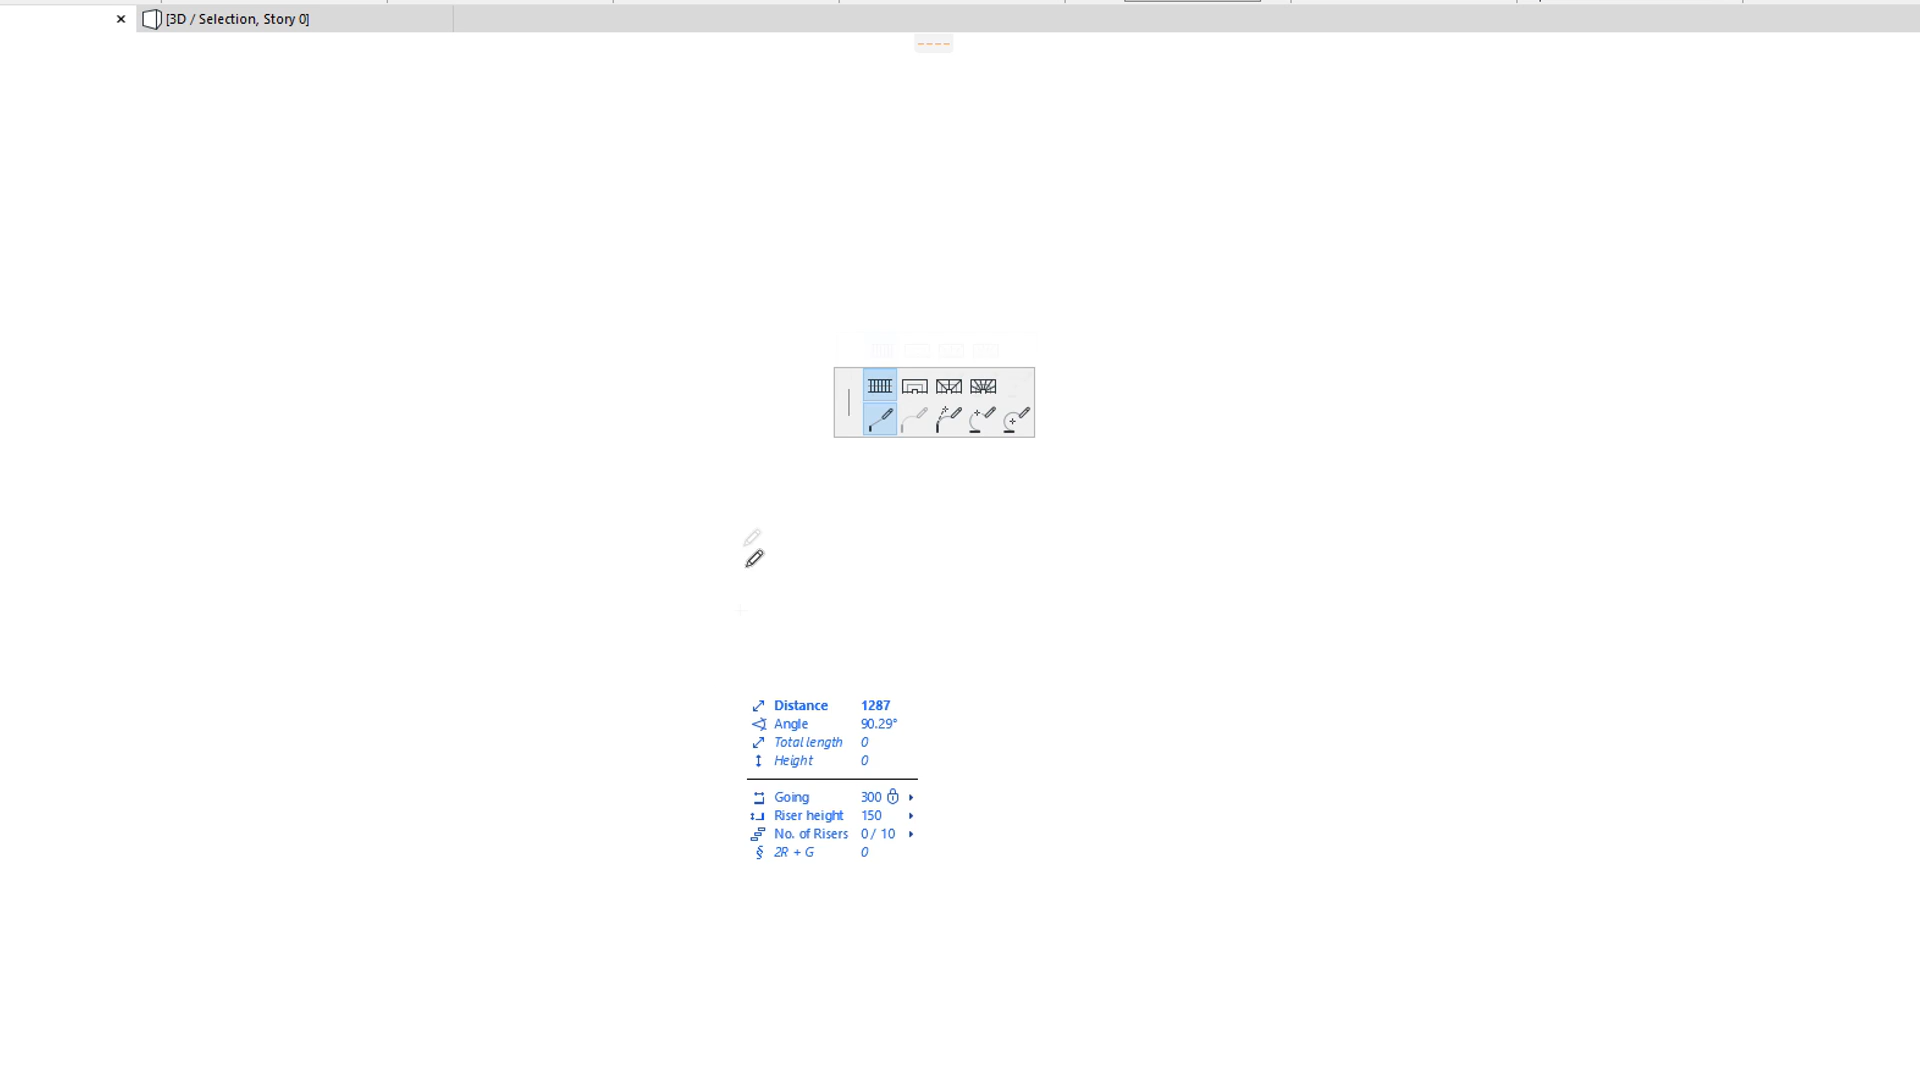 [3D / Selection, Story 0]
Distance 1287
Angle 90.29°
Total length 0
Height 0
Going 300
Riser height 150
No. of Risers 0 / 10
§ 2R + G 0